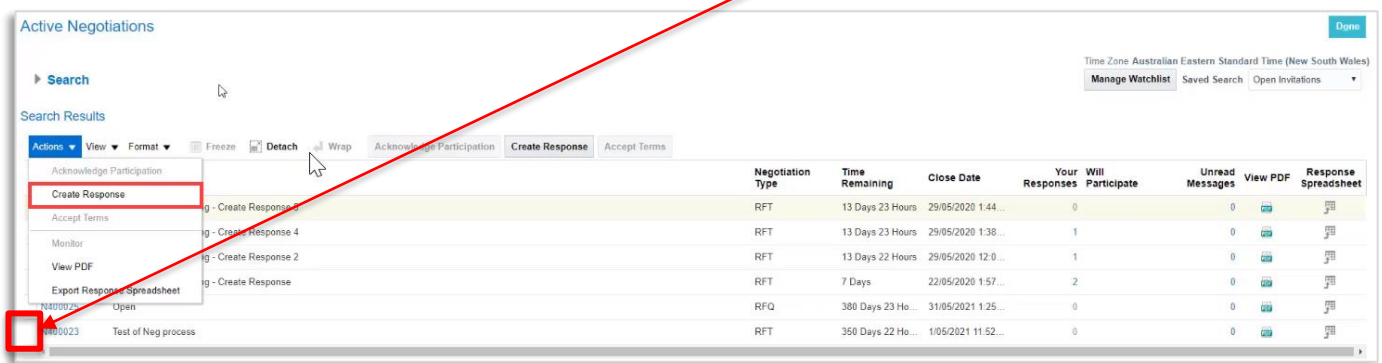 Active Negotiations
Done
Time Zone Australian Eastern Standard Time (New South Wales)
Search
Manage Watchlist Saved Search Open Invitations
Search Results
Actions View Format Freeze Detach Wrap Acknowledge Participation Create Response Accept Terms
Acknowledge Participation
Create Response
Accept Terms
Monitor
View PDF
Export Response Spreadsheet
Negotiation Type Time Remaining Close Date Your Responses Will Participate Unread Messages View PDF Response Spreadsheet
g - Create Response 5 RFT 13 Days 23 Hours 29/05/2020 1:44... 0 0
ng - Create Response 4 RFT 13 Days 23 Hours 29/05/2020 1:38... 1 0
ng - Create Response 2 RFT 13 Days 22 Hours 29/05/2020 12:0... 1 0
ng - Create Response RFT 7 Days 22/05/2020 1:57... 2 0
N400025 Open RFQ 380 Days 23 Ho... 31/05/2021 1:25... 0 0
N400023 Test of Neg process RFT 350 Days 22 Ho... 1/05/2021 11:52... 0 0